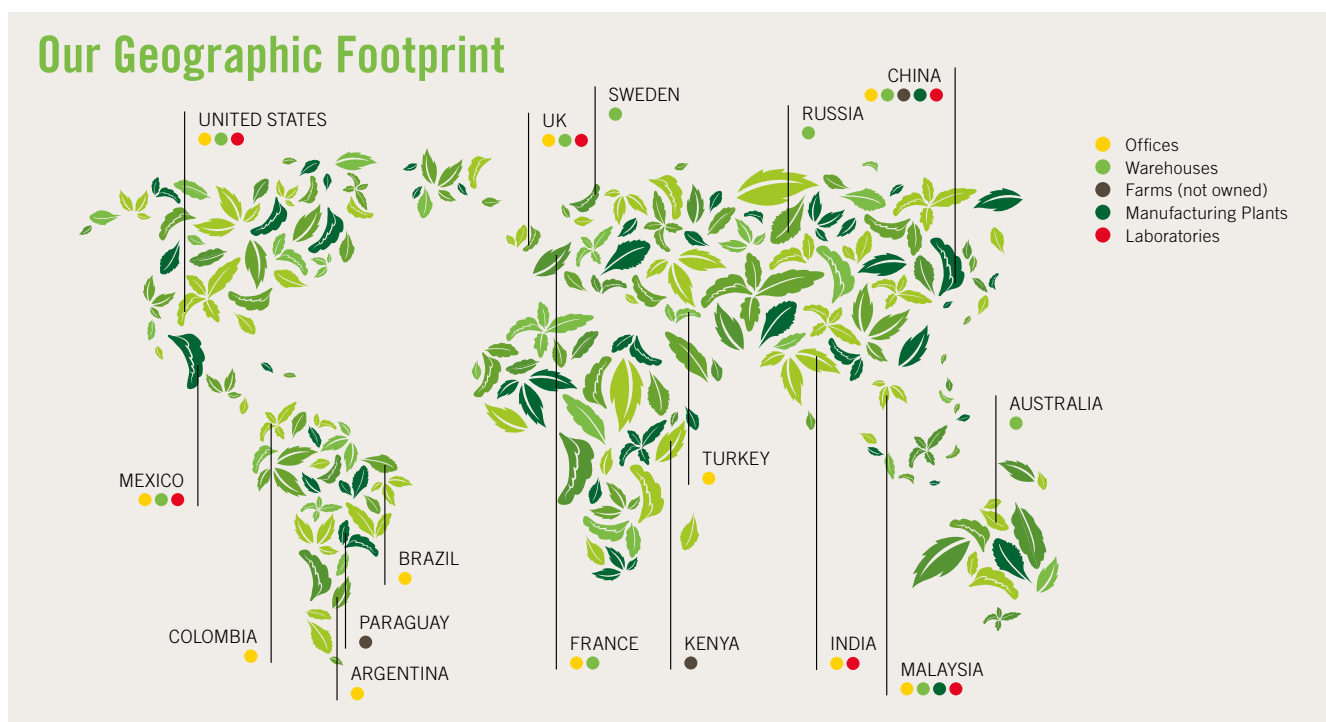 Our Geographic Footprint
UNITED STATES
UK
SWEDEN
RUSSIA
CHINA
Offices
Warehouses
Farms (not owned)
Manufacturing Plants
Laboratories
MEXICO
COLOMBIA
ARGENTINA
PARAGUAY
BRAZIL
FRANCE
KENYA
TURKEY
INDIA
MALAYSIA
AUSTRALIA